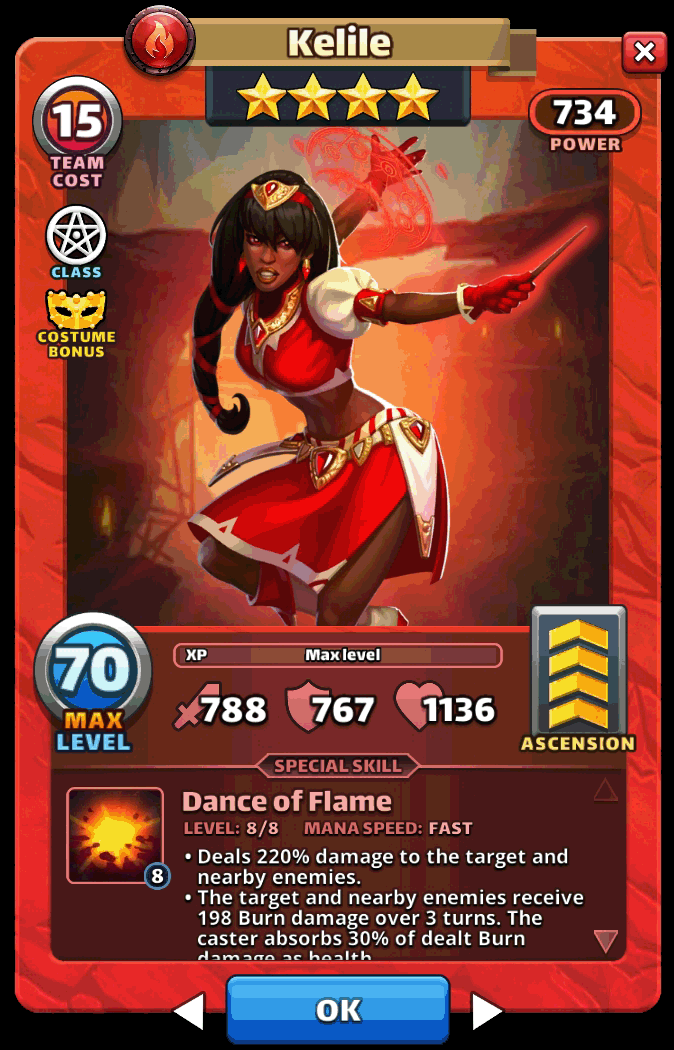 Kelile
15
TEAM
COST
734
POWER
CLASS
COSTUME
BONUS
70
MAX
LEVEL
XP Max level
788 767 1136
ASCENSION
SPECIAL SKILL
Dance of Flame
LEVEL: 8/8 MANA SPEED: FAST
8
• Deals 220% damage to the target and
nearby enemies.
• The target and nearby enemies receive
198 Burn damage over 3 turns. The
caster absorbs 30% of dealt Burn
damage as health
OK